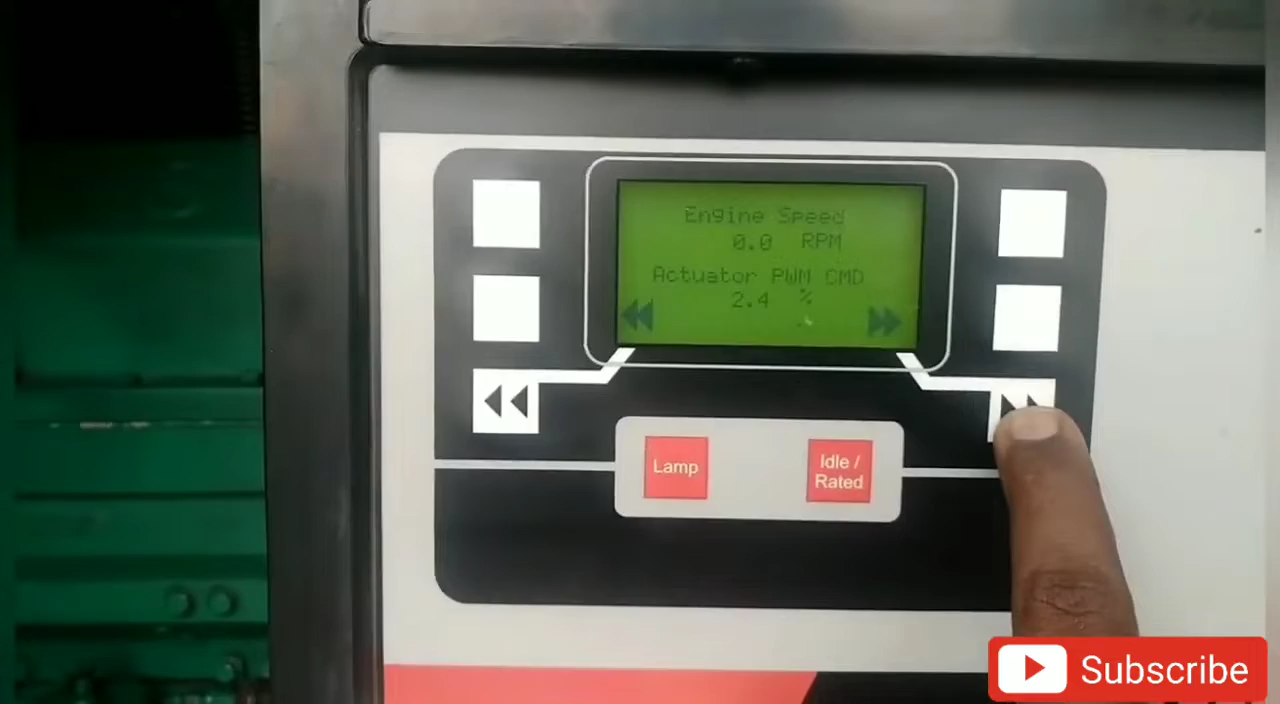 Engine Speed
0.0 RPM
Actuator PWM CMD
2.4 %
Lamp
Idle /
Rated
Subscribe